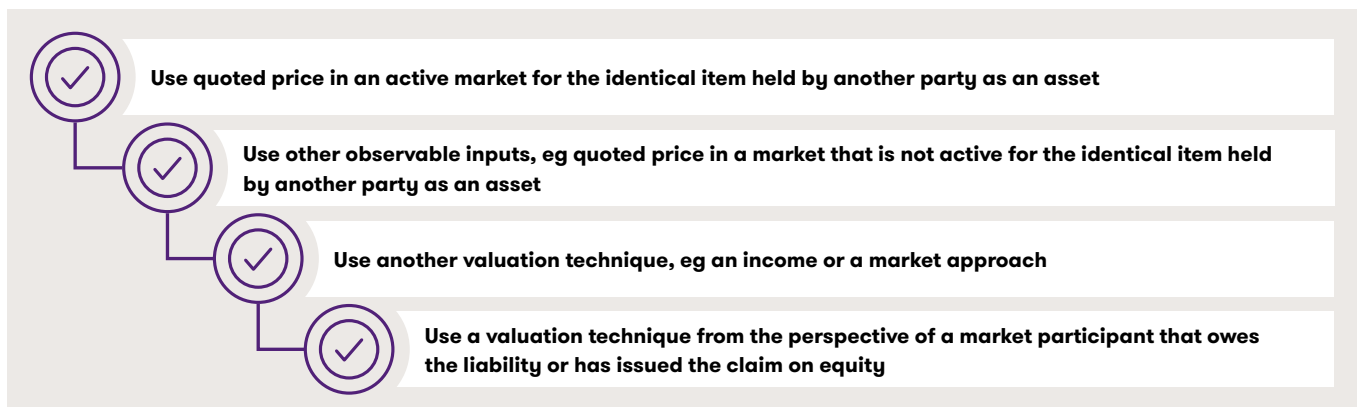 Use quoted price in an active market for the identical item held by another party as an asset
Use other observable inputs, eg quoted price in a market that is not active for the identical item held
by another party as an asset
Use another valuation technique, eg an income or a market approach
Use a valuation technique from the perspective of a market participant that owes
the liability or has issued the claim on equity